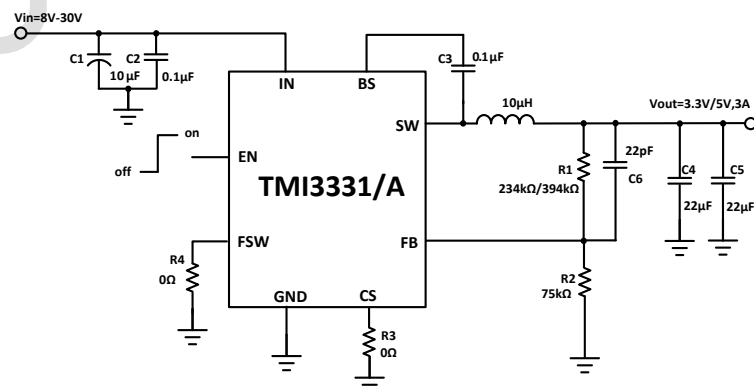 Vin=8V-30V
C1
10µF
C2
0.1µF
C3
0.1µF
IN
BS
SW
10µH
Vout=3.3V/5V,3A
on
off
EN
TMI3331/A
R1
234kΩ/394kΩ
22pF
C6
C4
22µF
C5
22µF
FSW
FB
R4
0Ω
R2
75kΩ
GND
CS
R3
0Ω